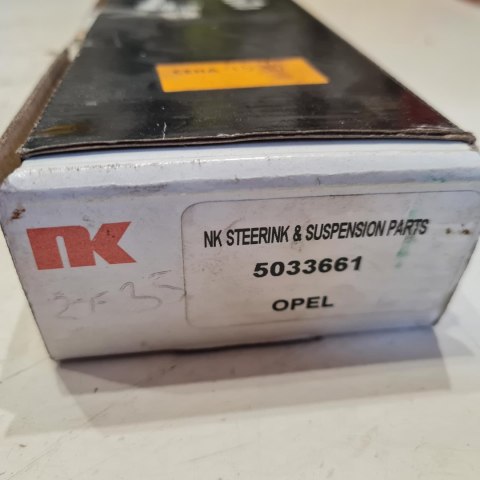 nk
NK STEERINK & SUSPENSION PARTS
5033661
OPEL